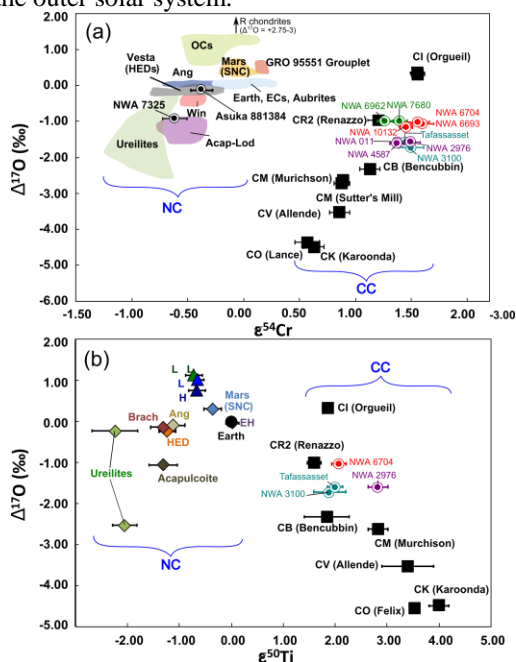 the outer solar system.
(a)
R chondrites
(Δ¹⁷O = +2.75-3)
OCs
CI (Orgueil)
Vesta
(HEDs)
Ang
Mars
(SNC)
GRO 95551 Grouplet
NWA 7325
Earth, ECs, Aubrites
Win
Asuka 881384
Acap-Lod
Ureilites
NC
NWA 6962
NWA 7680
CR2 (Renazzo)
NWA 6704
NWA 6693
NWA 10132
Tafassasset
NWA 011
NWA 2976
NWA 4587
NWA 3100
CB (Bencubbin)
CM (Murichson)
CM (Sutter's Mill)
CV (Allende)
CO (Lance)
CK (Karoonda)
CC
Δ¹⁷O (‰)
2.00
1.00
0.00
-1.00
-2.00
-3.00
-4.00
-5.00
-6.00
-1.50
-1.00
-0.50
0.00
0.50
1.00
1.50
-3.00
ε⁵⁴Cr
(b)
L
L
L
H
Mars
(SNC)
Brach
Ang
HED
EH
Earth
Ureilites
Acapulcoite
NC
CC
CI (Orgueil)
CR2 (Renazzo)
NWA 6704
Tafassasset
NWA 2976
NWA 3100
CB (Bencubbin)
CM (Murchison)
CV (Allende)
CK (Karoonda)
CO (Felix)
Δ¹⁷O (‰)
2.00
1.00
0.00
-1.00
-2.00
-3.00
-4.00
-5.00
-2.00
-1.00
0.00
1.00
2.00
3.00
4.00
ε⁵⁰Ti